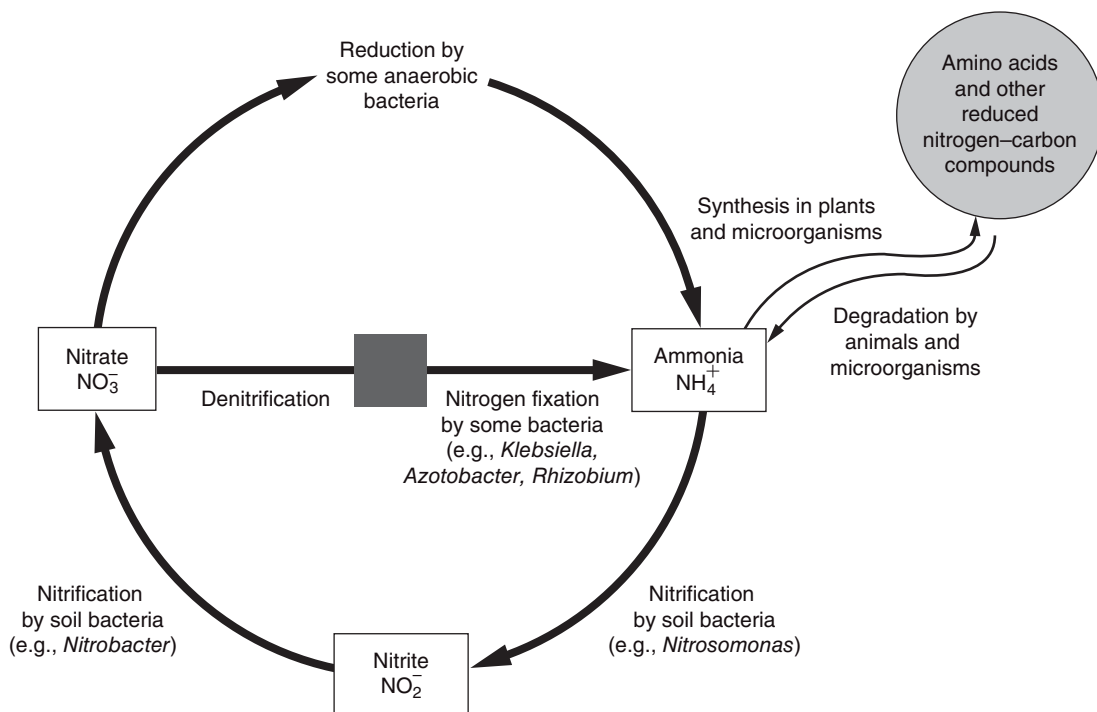 Reduction by
some anaerobic
bacteria
Amino acids
and other
reduced
nitrogen–carbon
compounds
Synthesis in plants
and microorganisms
Degradation by
animals and
microorganisms
Nitrate
NO₃⁻
Denitrification
Nitrogen fixation
by some bacteria
(e.g., Klebsiella,
Azotobacter, Rhizobium)
Ammonia
NH₄⁺
Nitrification
by soil bacteria
(e.g., Nitrobacter)
Nitrite
NO₂⁻
Nitrification
by soil bacteria
(e.g., Nitrosomonas)